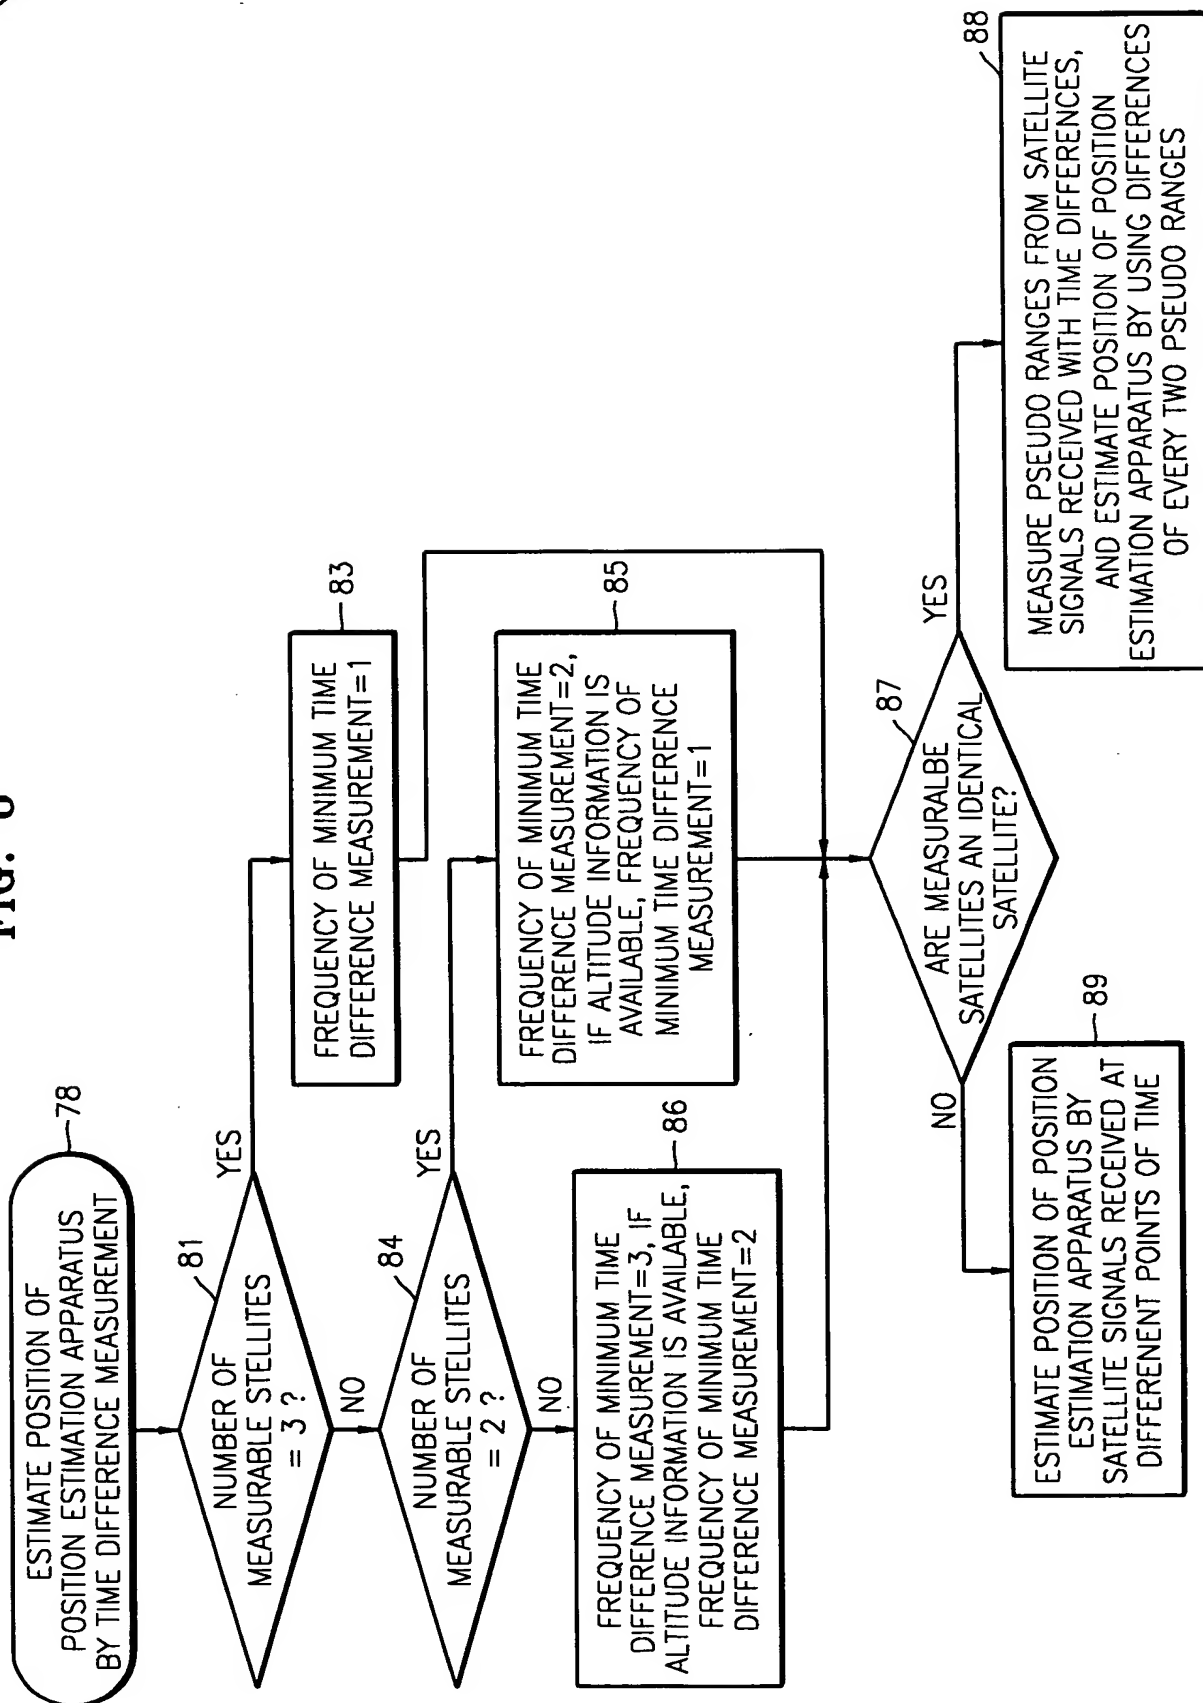 FIG. 8
ESTIMATE POSITION OF
POSITION ESTIMATION APPARATUS
BY TIME DIFFERENCE MEASUREMENT
78
NUMBER OF
MEASURABLE STELLITES
= 3 ?
81
YES
NO
FREQUENCY OF MINIMUM TIME
DIFFERENCE MEASUREMENT=1
83
NUMBER OF
MEASURABLE STELLITES
= 2 ?
84
YES
NO
FREQUENCY OF MINIMUM TIME
DIFFERENCE MEASUREMENT=2,
IF ALTITUDE INFORMATION IS
AVAILABLE, FREQUENCY OF
MINIMUM TIME DIFFERENCE
MEASUREMENT=1
85
FREQUENCY OF MINIMUM TIME
DIFFERENCE MEASUREMENT=3, IF
ALTITUDE INFORMATION IS AVAILABLE,
FREQUENCY OF MINIMUM TIME
DIFFERENCE MEASUREMENT=2
86
ARE MEASURALBE
SATELLITES AN IDENTICAL
SATELLITE?
87
YES
NO
MEASURE PSEUDO RANGES FROM SATELLITE
SIGNALS RECEIVED WITH TIME DIFFERENCES,
AND ESTIMATE POSITION OF POSITION
ESTIMATION APPARATUS BY USING DIFFERENCES
OF EVERY TWO PSEUDO RANGES
88
ESTIMATE POSITION OF POSITION
ESTIMATION APPARATUS BY
SATELLITE SIGNALS RECEIVED AT
DIFFERENT POINTS OF TIME
89